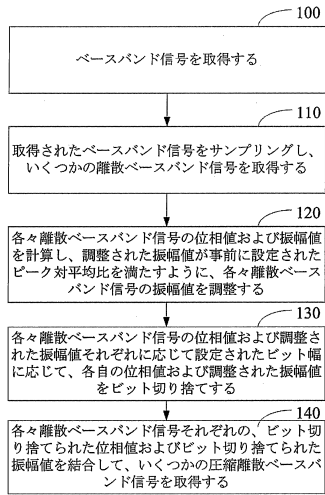 100
ベースバンド信号を取得する
110
取得されたベースバンド信号をサンプリングし、
いくつかの離散ベースバンド信号を取得する
120
各々離散ベースバンド信号の位相値および振幅値
を計算し、調整された振幅値が事前に設定された
ピーク対平均比を満たすように、各々離散ベース
バンド信号の振幅値を調整する
130
各々離散ベースバンド信号の位相値および調整さ
れた振幅値それぞれに応じて設定されたビット幅
に応じて、各自の位相値および調整された振幅値
をビット切り捨てする
140
各々離散ベースバンド信号それぞれの、ビット切
り捨てられた位相値およびビット切り捨てられた
振幅値を結合して、いくつかの圧縮離散ベースバ
ンド信号を取得する